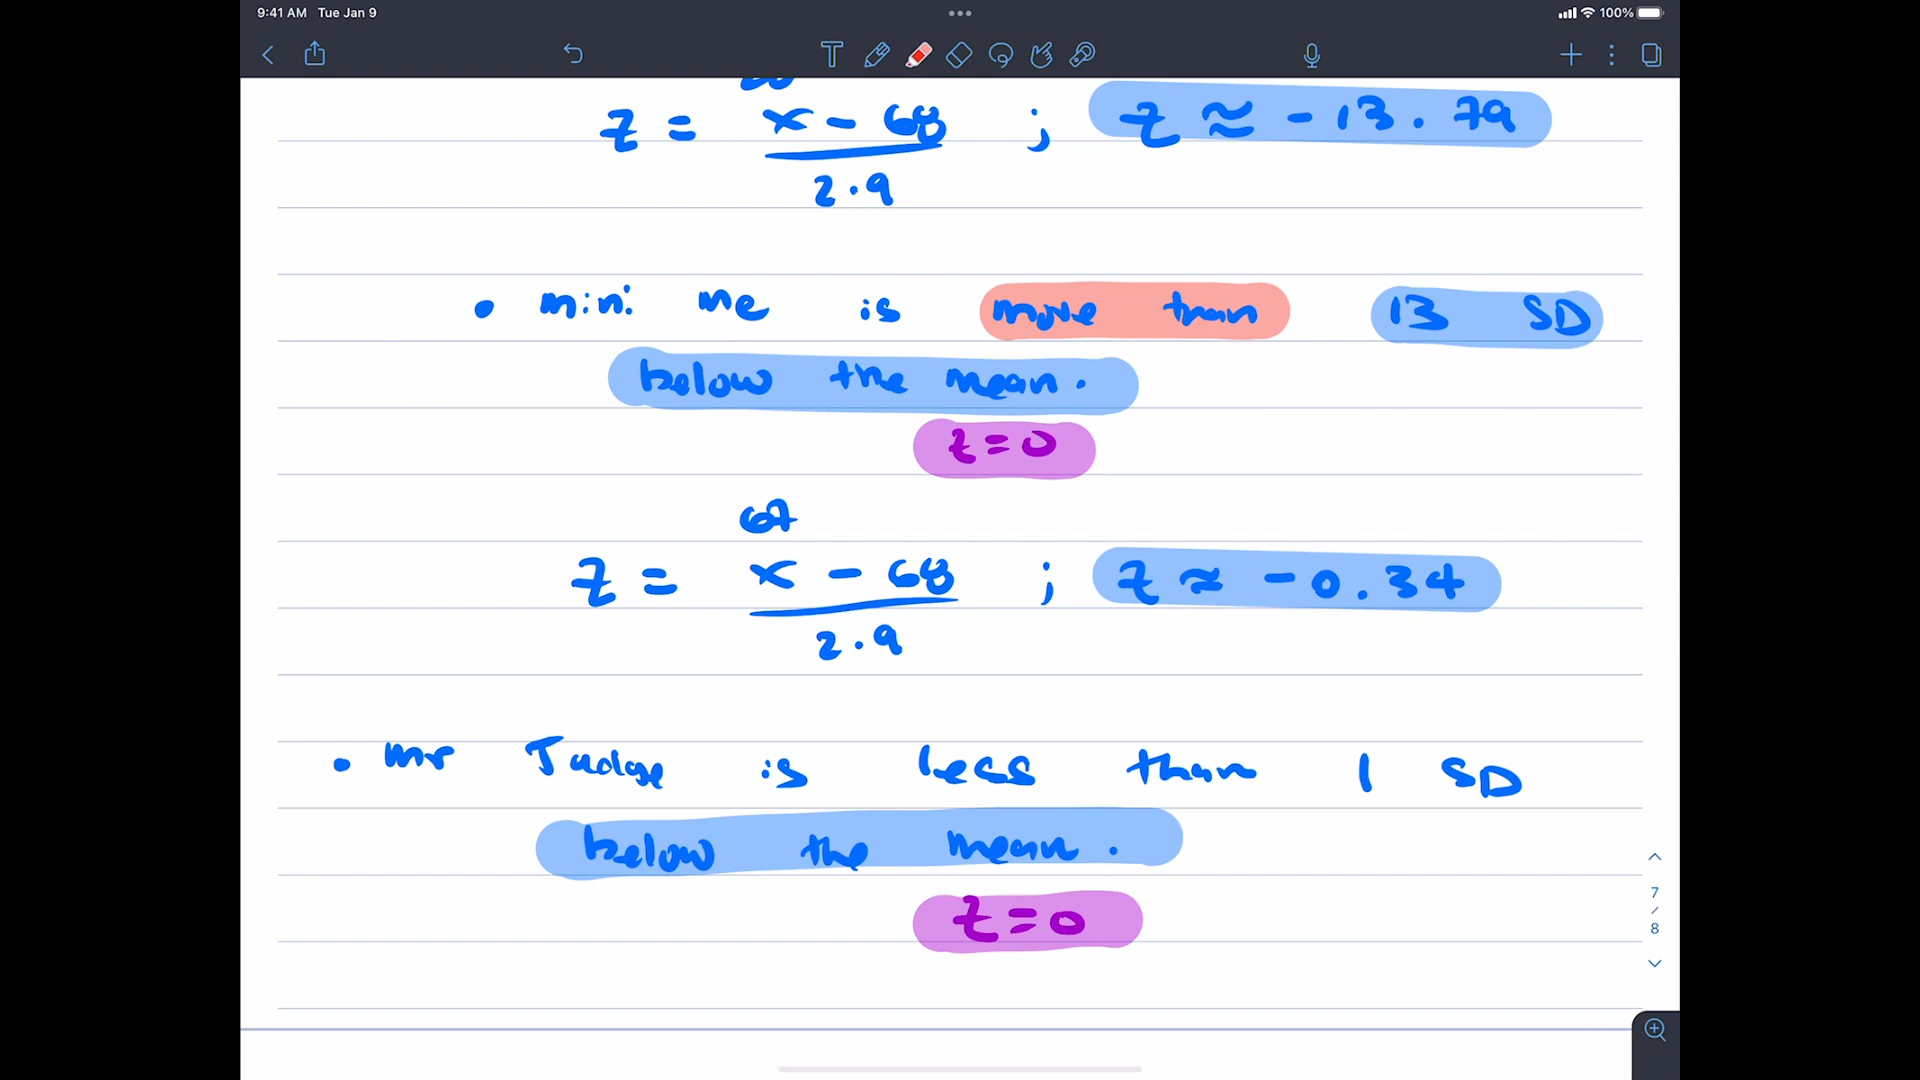 9:41 AM Tue Jan 9
100%
z = x - 68 ; z ≈ -13.79
2.9
• mini me is more than 13 SD
below the mean.
z=0
67
z = x - 68 ; z ≈ -0.34
2.9
• mr Judge is less than 1 SD
below the mean.
z=0
7
/
8